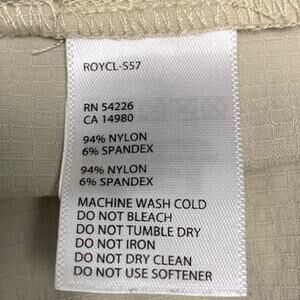 ROYCL-S57
RN 54226
CA 14980
94% NYLON
6% SPANDEX
94% NYLON
6% SPANDEX
MACHINE WASH COLD
DO NOT BLEACH
DO NOT TUMBLE DRY
DO NOT IRON
DO NOT DRY CLEAN
DO NOT USE SOFTENER